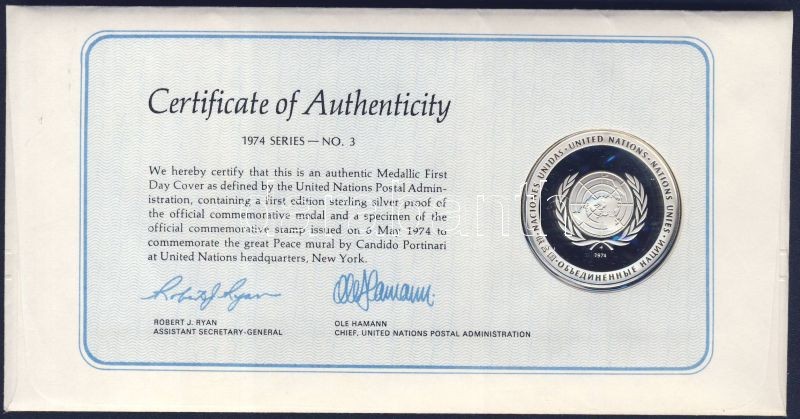 Certificate of Authenticity
1974 SERIES — NO. 3
We hereby certify that this is an authentic Medallic First
Day Cover as defined by the United Nations Postal Admin-
istration, containing a first edition sterling silver proof of
the official commemorative medal and a specimen of the
official commemorative stamp issued on 6 May 1974 to
commemorate the great Peace mural by Candido Portinari
at United Nations headquarters, New York.
Robert J. Ryan
Ole Hamann.
ROBERT J. RYAN
ASSISTANT SECRETARY-GENERAL
OLE HAMANN
CHIEF, UNITED NATIONS POSTAL ADMINISTRATION
NACIONES UNIDAS · UNITED NATIONS · NATIONS UNIES · ОБЪЕДИНЕННЫЕ НАЦИИ
1974